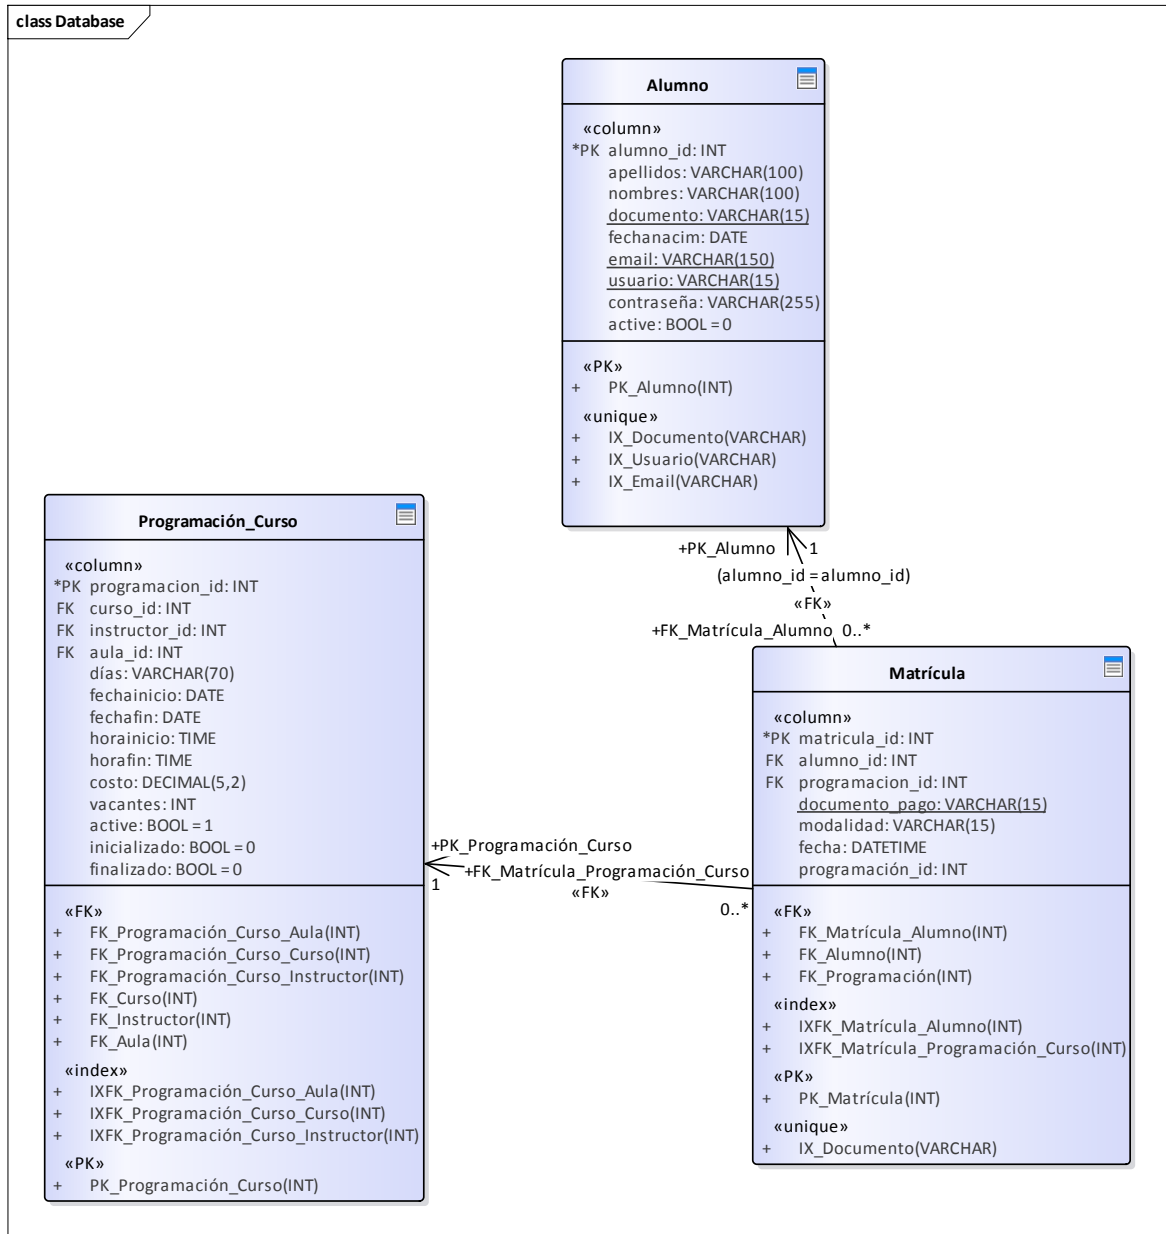 class Database
Alumno
«column»
*PK alumno_id: INT
apellidos: VARCHAR(100)
nombres: VARCHAR(100)
documento: VARCHAR(15)
fechanacim: DATE
email: VARCHAR(150)
usuario: VARCHAR(15)
contraseña: VARCHAR(255)
active: BOOL = 0
«PK»
+ PK_Alumno(INT)
«unique»
+ IX_Documento(VARCHAR)
+ IX_Usuario(VARCHAR)
+ IX_Email(VARCHAR)
+PK_Alumno 1
(alumno_id = alumno_id)
«FK»
+FK_Matrícula_Alumno 0..*
Programación_Curso
«column»
*PK programacion_id: INT
FK curso_id: INT
FK instructor_id: INT
FK aula_id: INT
días: VARCHAR(70)
fechainicio: DATE
fechafin: DATE
horainicio: TIME
horafin: TIME
costo: DECIMAL(5,2)
vacantes: INT
active: BOOL = 1
inicializado: BOOL = 0
finalizado: BOOL = 0
«FK»
+ FK_Programación_Curso_Aula(INT)
+ FK_Programación_Curso_Curso(INT)
+ FK_Programación_Curso_Instructor(INT)
+ FK_Curso(INT)
+ FK_Instructor(INT)
+ FK_Aula(INT)
«index»
+ IXFK_Programación_Curso_Aula(INT)
+ IXFK_Programación_Curso_Curso(INT)
+ IXFK_Programación_Curso_Instructor(INT)
«PK»
+ PK_Programación_Curso(INT)
+PK_Programación_Curso
+FK_Matrícula_Programación_Curso
1
«FK»
0..*
Matrícula
«column»
*PK matricula_id: INT
FK alumno_id: INT
FK programacion_id: INT
documento_pago: VARCHAR(15)
modalidad: VARCHAR(15)
fecha: DATETIME
programación_id: INT
«FK»
+ FK_Matrícula_Alumno(INT)
+ FK_Alumno(INT)
+ FK_Programación(INT)
«index»
+ IXFK_Matrícula_Alumno(INT)
+ IXFK_Matrícula_Programación_Curso(INT)
«PK»
+ PK_Matrícula(INT)
«unique»
+ IX_Documento(VARCHAR)